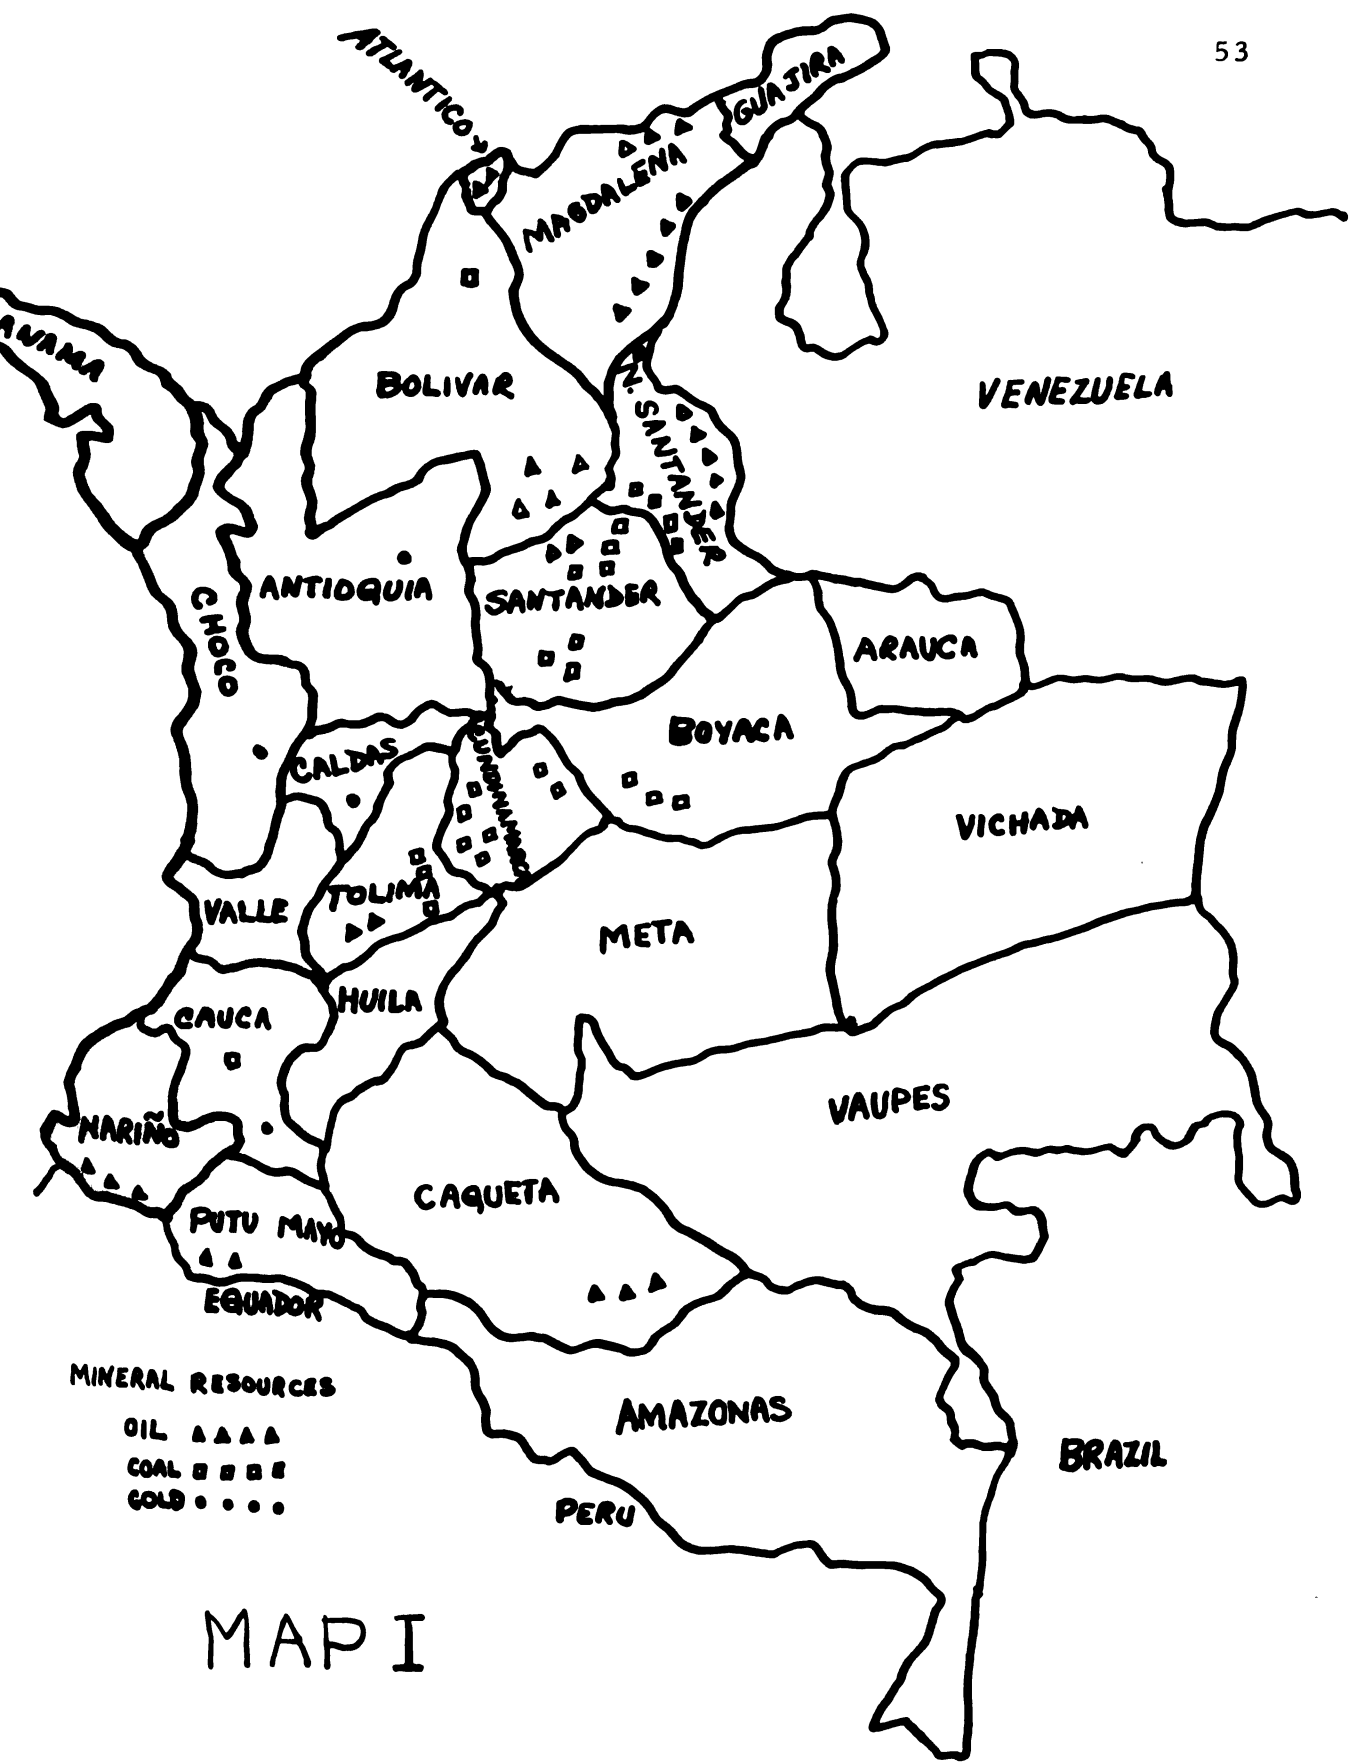 53
ATLANTICO
GUAJIRA
MAGDALENA
PANAMA
BOLIVAR
N. SANTANDER
VENEZUELA
CHOCO
ANTIOQUIA
SANTANDER
ARAUCA
BOYACA
CALDAS
CUNDINAMARCA
VICHADA
TOLIMA
VALLE
META
HUILA
CAUCA
VAUPES
NARIÑO
CAQUETA
PUTU MAYO
EQUADOR
MINERAL RESOURCES
OIL
COAL
GOLD
AMAZONAS
BRAZIL
PERU
MAP I